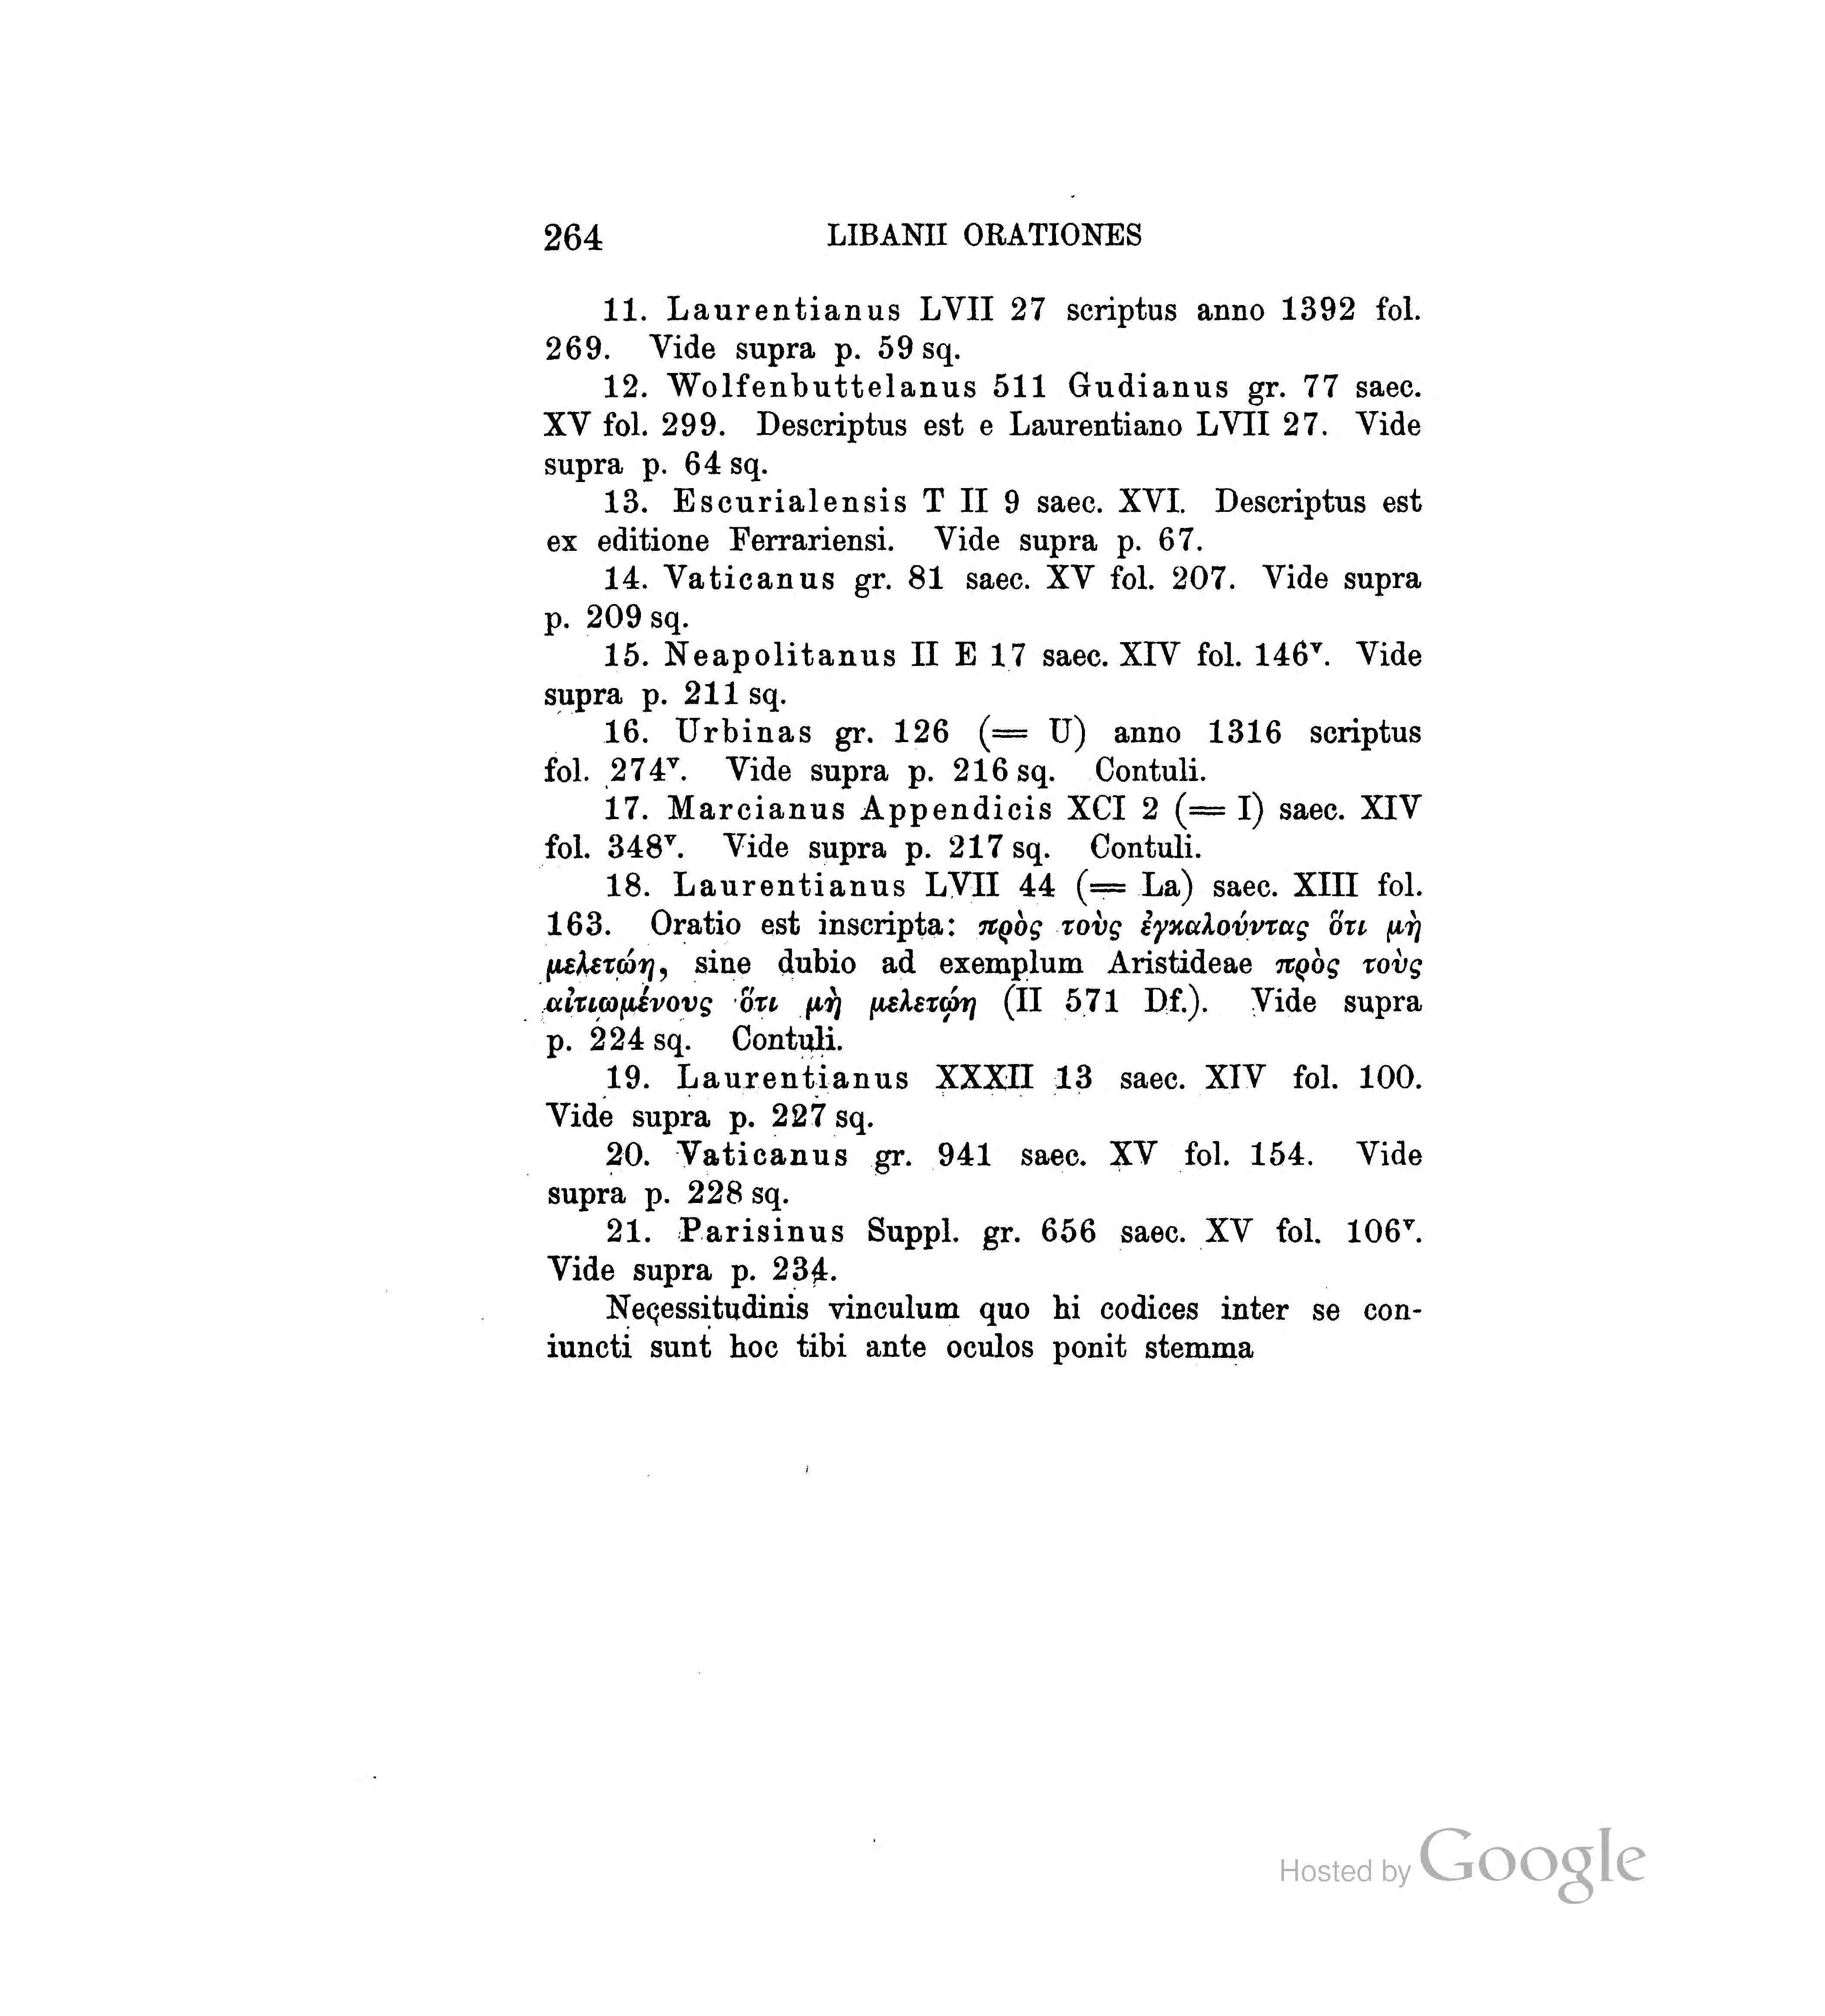 264 LIBANII ORATIONES
11. Laurentianus LVII 27 scriptus anno 1392 fol.
269. Vide supra p. 59 sq.
12. Wolfenbuttelanus 511 Gudianus gr. 77 saec.
XV fol. 299. Descriptus est e Laurentiano LVII 27. Vide
supra p. 64 sq.
13. Escurialensis T II 9 saec. XVI. Descriptus est
ex editione Ferrariensi. Vide supra p. 67.
14. Vaticanus gr. 81 saec. XV fol. 207. Vide supra
p. 209 sq.
15. Neapolitanus II E 17 saec. XIV fol. 146ᵛ. Vide
supra p. 211 sq.
16. Urbinas gr. 126 (= U) anno 1316 scriptus
fol. 274ᵛ. Vide supra p. 216 sq. Contuli.
17. Marcianus Appendicis XCI 2 (= I) saec. XIV
fol. 348ᵛ. Vide supra p. 217 sq. Contuli.
18. Laurentianus LVII 44 (= La) saec. XIII fol.
163. Oratio est inscripta: πρὸς τοὺς ἐγκαλούντας ὅτι μὴ
μελετῴη, sine dubio ad exemplum Aristideae πρὸς τοὺς
αἰτιωμένους ὅτι μὴ μελετῴη (II 571 Df.). Vide supra
p. 224 sq. Contuli.
19. Laurentianus XXXII 13 saec. XIV fol. 100.
Vide supra p. 227 sq.
20. Vaticanus gr. 941 saec. XV fol. 154. Vide
supra p. 228 sq.
21. Parisinus Suppl. gr. 656 saec. XV fol. 106ᵛ.
Vide supra p. 234.
Necessitudinis vinculum quo hi codices inter se con-
iuncti sunt hoc tibi ante oculos ponit stemma
Hosted by Google